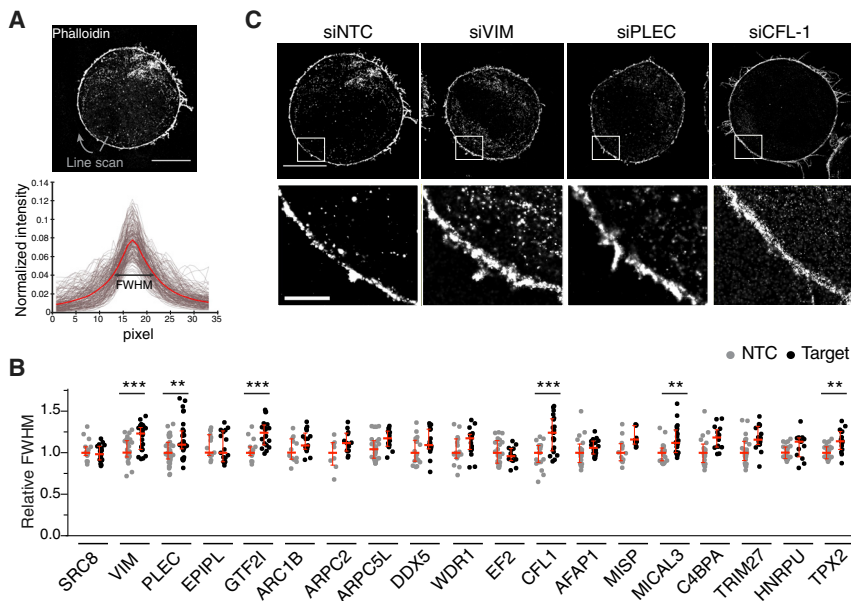 A
Phalloidin
Line scan
Normalized intensity
0.14
0.12
0.10
0.08
0.06
0.04
0.02
0
FWHM
0 5 10 15 20 25 30 35
pixel
C
siNTC siVIM siPLEC siCFL-1
B
NTC Target
Relative FWHM
1.5
1.0
0.5
0.0
*** ** *** *** ** **
SRC8 VIM PLEC EPIPL GTF2I ARC1B ARPC2 ARPC5L DDX5 WDR1 EF2 CFL1 AFAP1 MISP MICAL3 C4BPA TRIM27 HNRPU TPX2